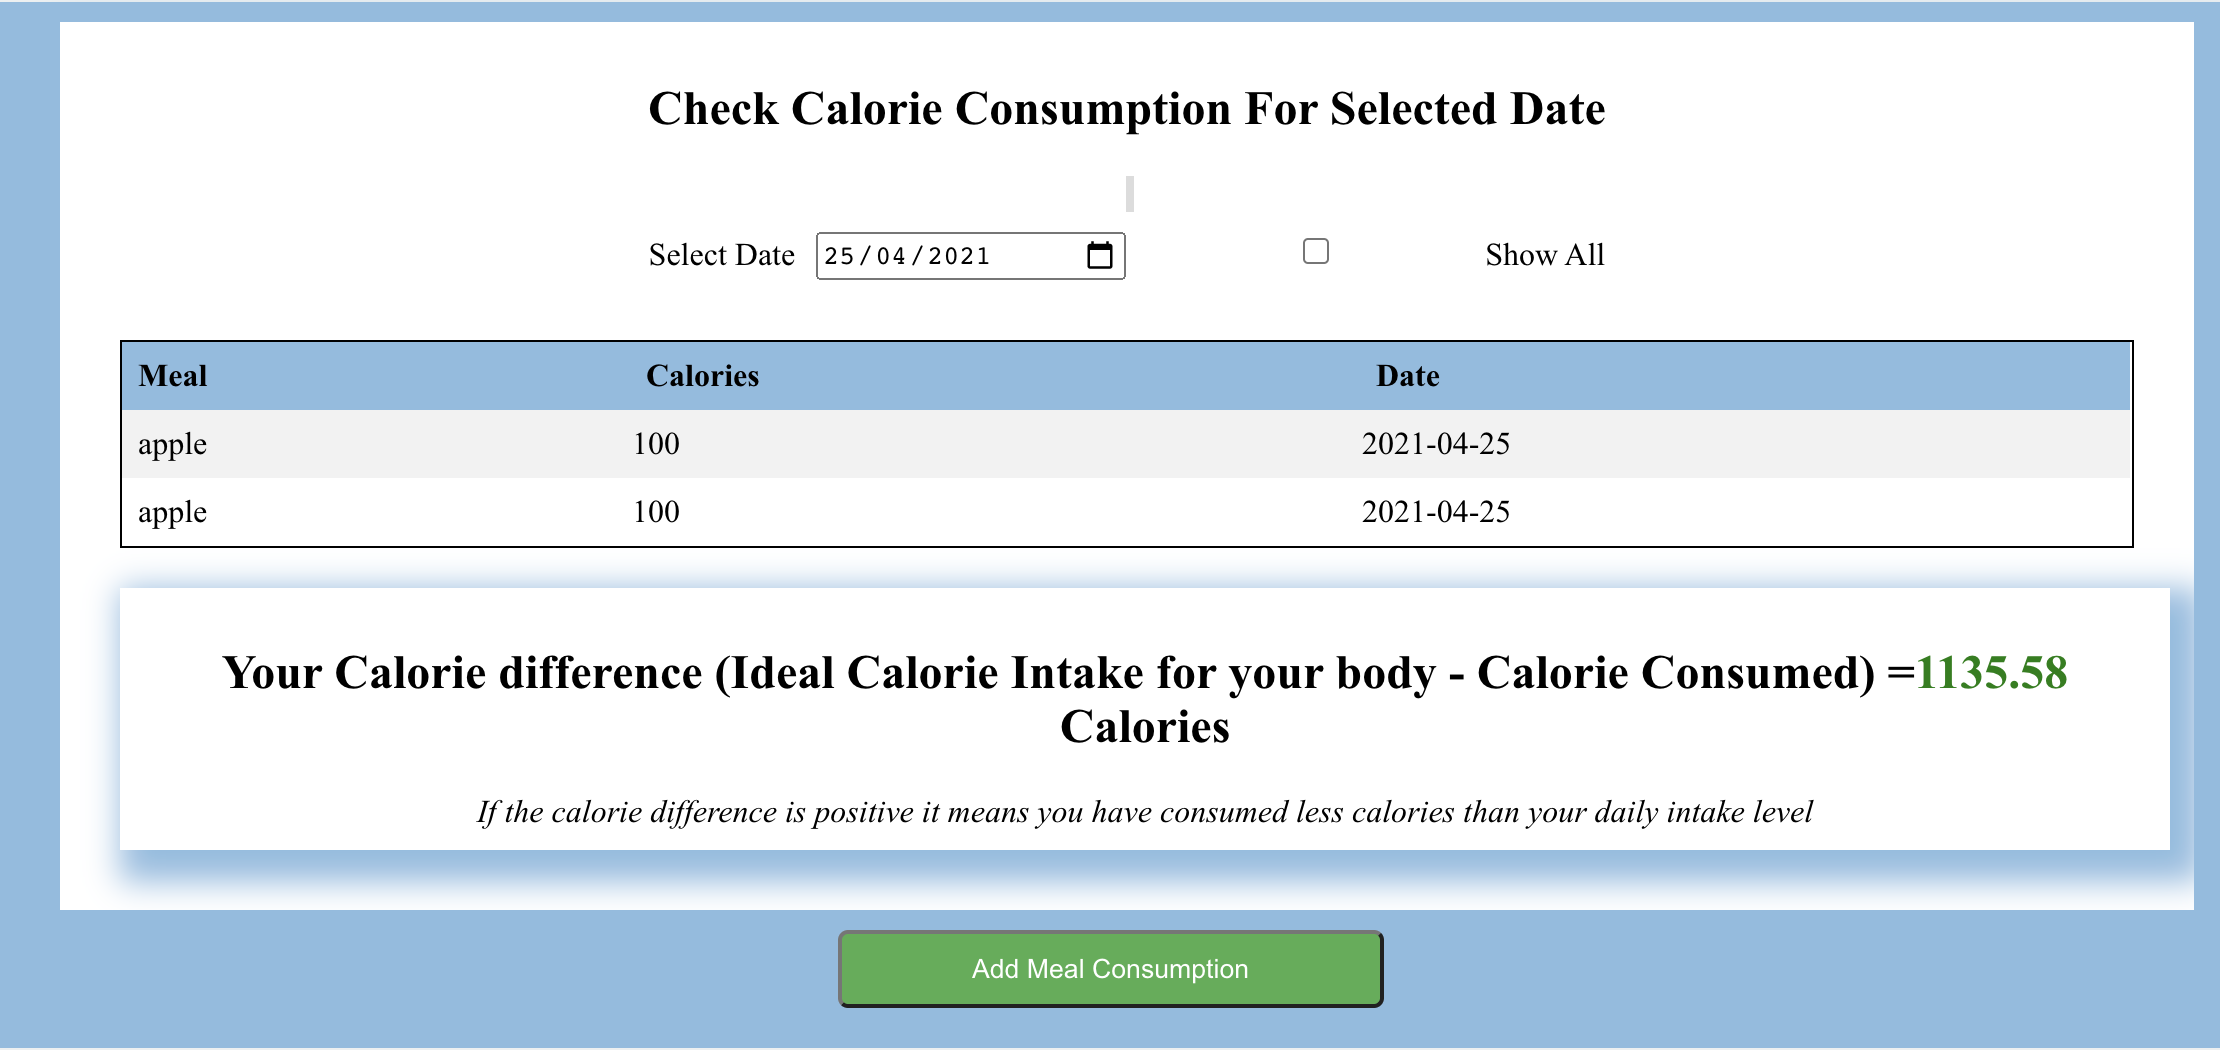 Check Calorie Consumption For Selected Date
Select Date 25/04/2021 Show All
Meal Calories Date
apple 100 2021-04-25
apple 100 2021-04-25
Your Calorie difference (Ideal Calorie Intake for your body - Calorie Consumed) =1135.58
Calories
If the calorie difference is positive it means you have consumed less calories than your daily intake level
Add Meal Consumption